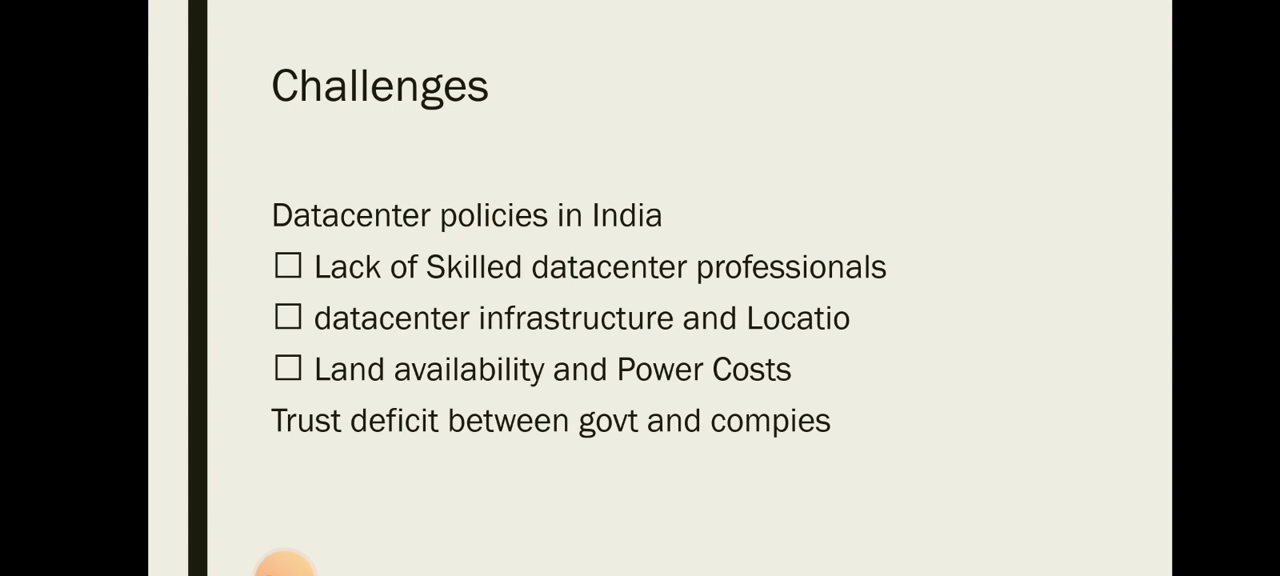 Challenges
Datacenter policies in India
☐ Lack of Skilled datacenter professionals
☐ datacenter infrastructure and Locatio
☐ Land availability and Power Costs
Trust deficit between govt and compies